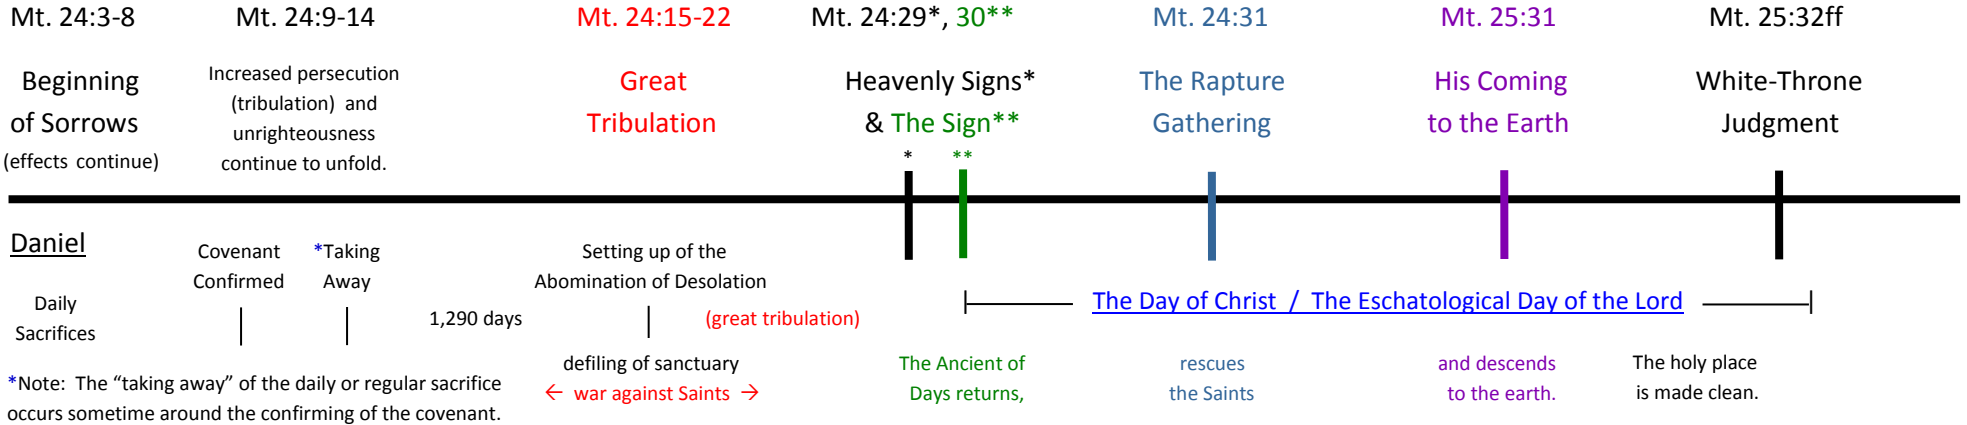 Mt. 24:3-8 Mt. 24:9-14 Mt. 24:15-22 Mt. 24:29*, 30** Mt. 24:31 Mt. 25:31 Mt. 25:32ff
Beginning
of Sorrows
(effects continue)
Increased persecution
(tribulation) and
unrighteousness
continue to unfold.
Great
Tribulation
Heavenly Signs*
& The Sign**
* **
The Rapture
Gathering
His Coming
to the Earth
White-Throne
Judgment
Daniel
Daily
Sacrifices
Covenant
Confirmed
*Taking
Away
1,290 days
Setting up of the
Abomination of Desolation
(great tribulation)
The Day of Christ / The Eschatological Day of the Lord
*Note: The “taking away” of the daily or regular sacrifice
occurs sometime around the confirming of the covenant.
defiling of sanctuary
← war against Saints →
The Ancient of
Days returns,
rescues
the Saints
and descends
to the earth.
The holy place
is made clean.